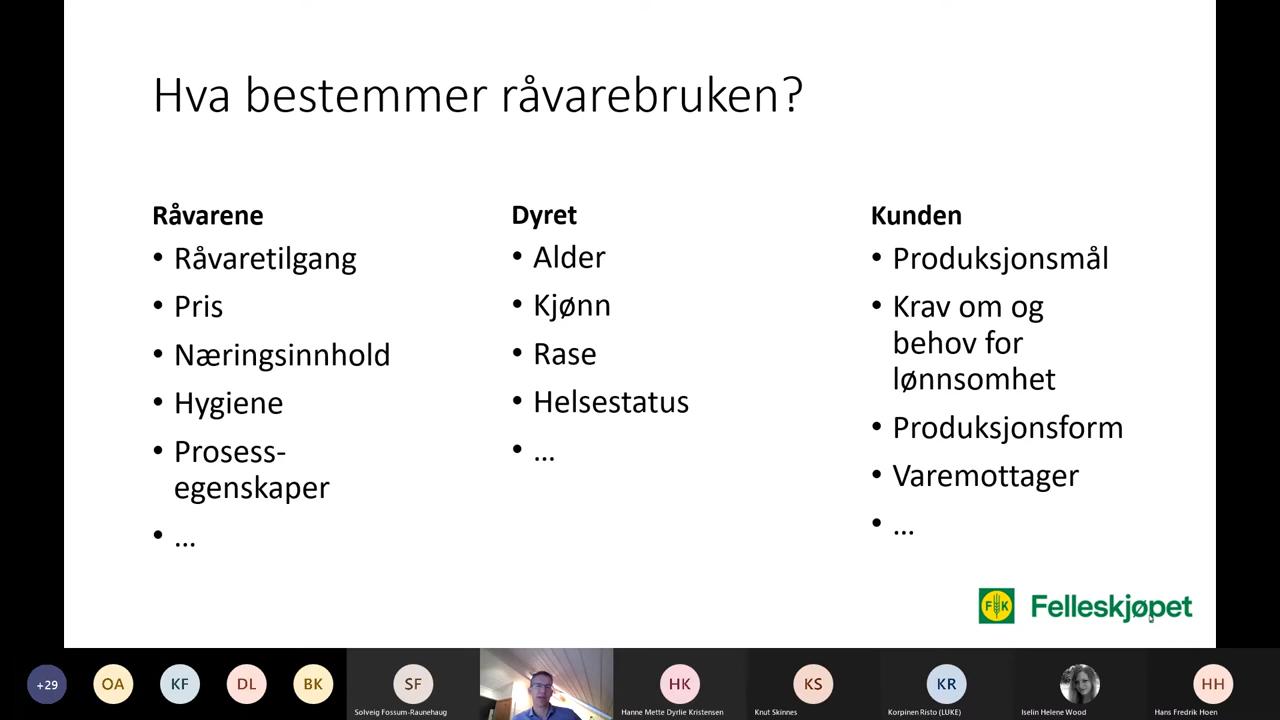 Hva bestemmer råvarebruken?
Råvarene
• Råvaretilgang
• Pris
• Næringsinnhold
• Hygiene
• Prosess-
egenskaper
• ...
Dyret
• Alder
• Kjønn
• Rase
• Helsestatus
• ...
Kunden
• Produksjonsmål
• Krav om og
behov for
lønnsomhet
• Produksjonsform
• Varemottager
• ...
FK Felleskjøpet
+29
OA
KF
DL
BK
SF
Solveig Fossum-Raunehaug
HK
Hanne Mette Dyrlie Kristensen
KS
Knut Skinnes
KR
Korpinen Risto (LUKE)
Iselin Helene Wood
HH
Hans Fredrik Hoen